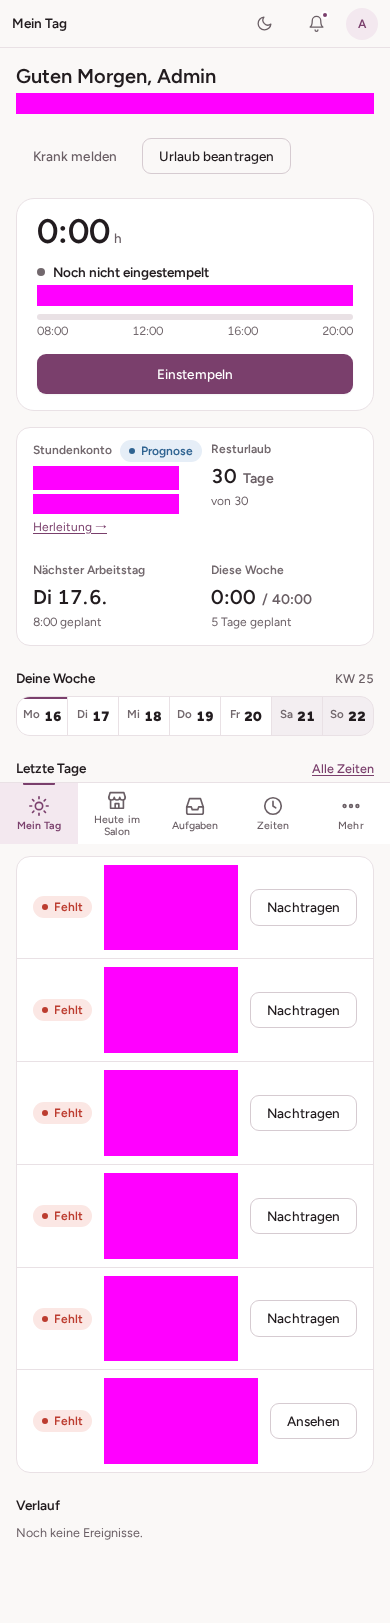 Mein Tag
A
Guten Morgen, Admin
Krank melden
Urlaub beantragen
0:00 h
Noch nicht eingestempelt
08:00 12:00 16:00 20:00
Einstempeln
Stundenkonto Prognose
Herleitung →
Resturlaub
30 Tage
von 30
Nächster Arbeitstag
Di 17.6.
8:00 geplant
Diese Woche
0:00 / 40:00
5 Tage geplant
Deine Woche KW 25
Mo 16 Di 17 Mi 18 Do 19 Fr 20 Sa 21 So 22
Letzte Tage Alle Zeiten
Mein Tag
Heute im
Salon
Aufgaben
Zeiten
Mehr
Fehlt Nachtragen
Fehlt Nachtragen
Fehlt Nachtragen
Fehlt Nachtragen
Fehlt Nachtragen
Fehlt Ansehen
Verlauf
Noch keine Ereignisse.